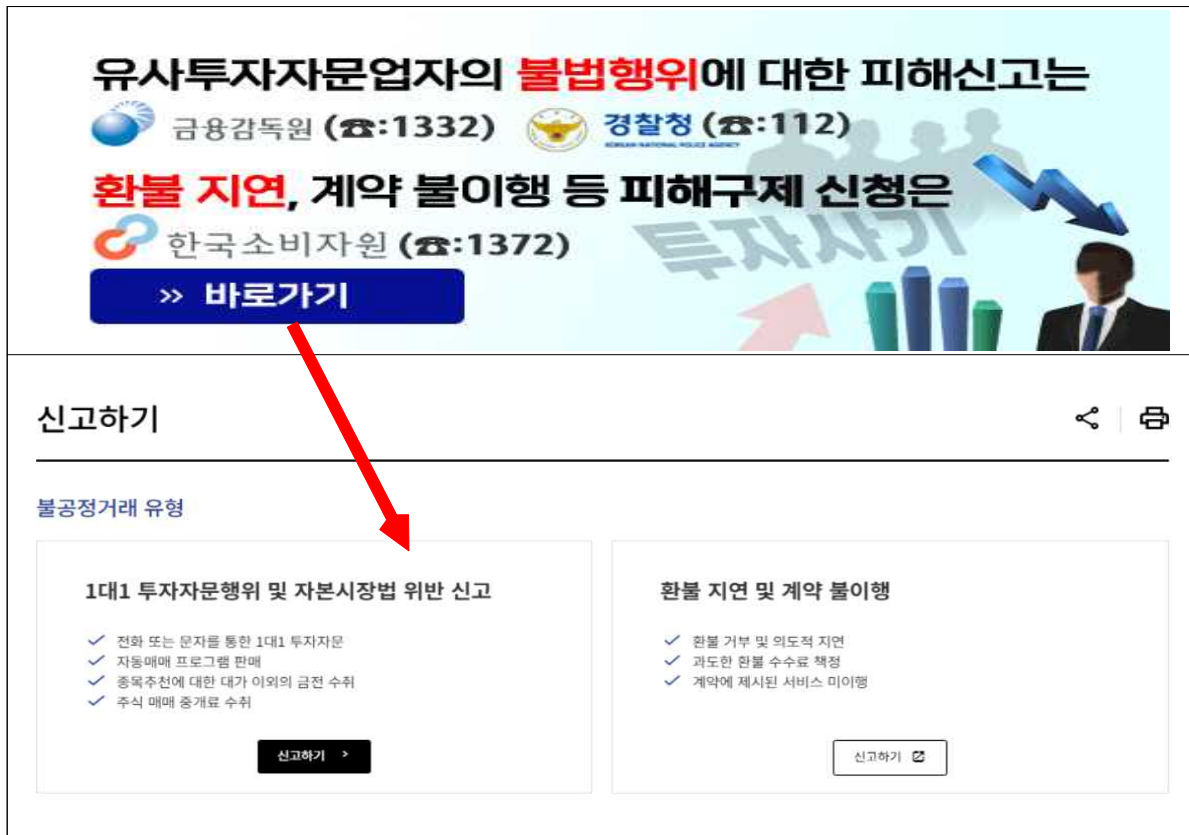 유사투자자문업자의 불법행위에 대한 피해신고는
금융감독원 (☎:1332) 경찰청 (☎:112)
KOREAN NATIONAL POLICE AGENCY
환불 지연, 계약 불이행 등 피해구제 신청은
한국소비자원 (☎:1372)
투자사기
» 바로가기
신고하기
불공정거래 유형
1대1 투자자문행위 및 자본시장법 위반 신고
전화 또는 문자를 통한 1대1 투자자문
자동매매 프로그램 판매
종목추천에 대한 대가 이외의 금전 수취
주식 매매 중개료 수취
신고하기 >
환불 지연 및 계약 불이행
환불 거부 및 의도적 지연
과도한 환불 수수료 책정
계약에 제시된 서비스 미이행
신고하기